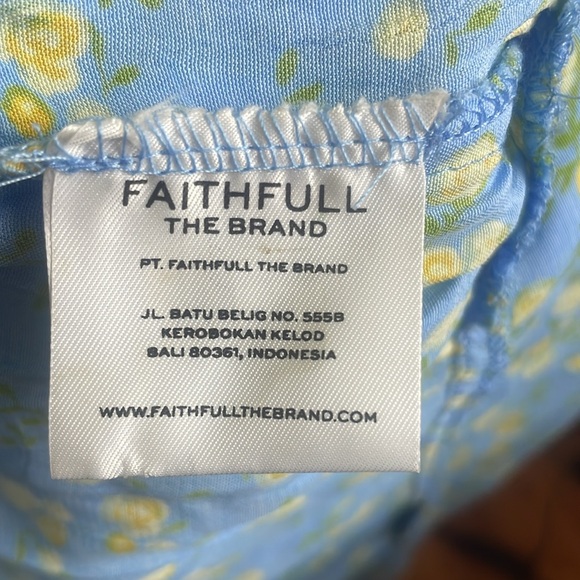 FAITHFULL
THE BRAND
PT. FAITHFULL THE BRAND
JL. BATU BELIG NO. 555B
KEROBOKAN KELOD
BALI 80361, INDONESIA
WWW.FAITHFULLTHEBRAND.COM